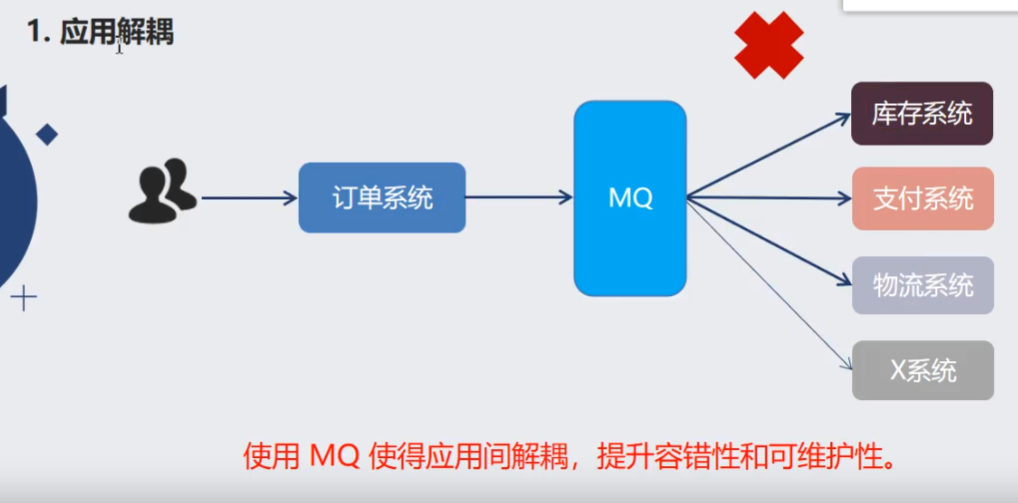 1. 应用解耦
库存系统
订单系统
MQ
支付系统
物流系统
X系统
使用 MQ 使得应用间解耦，提升容错性和可维护性。